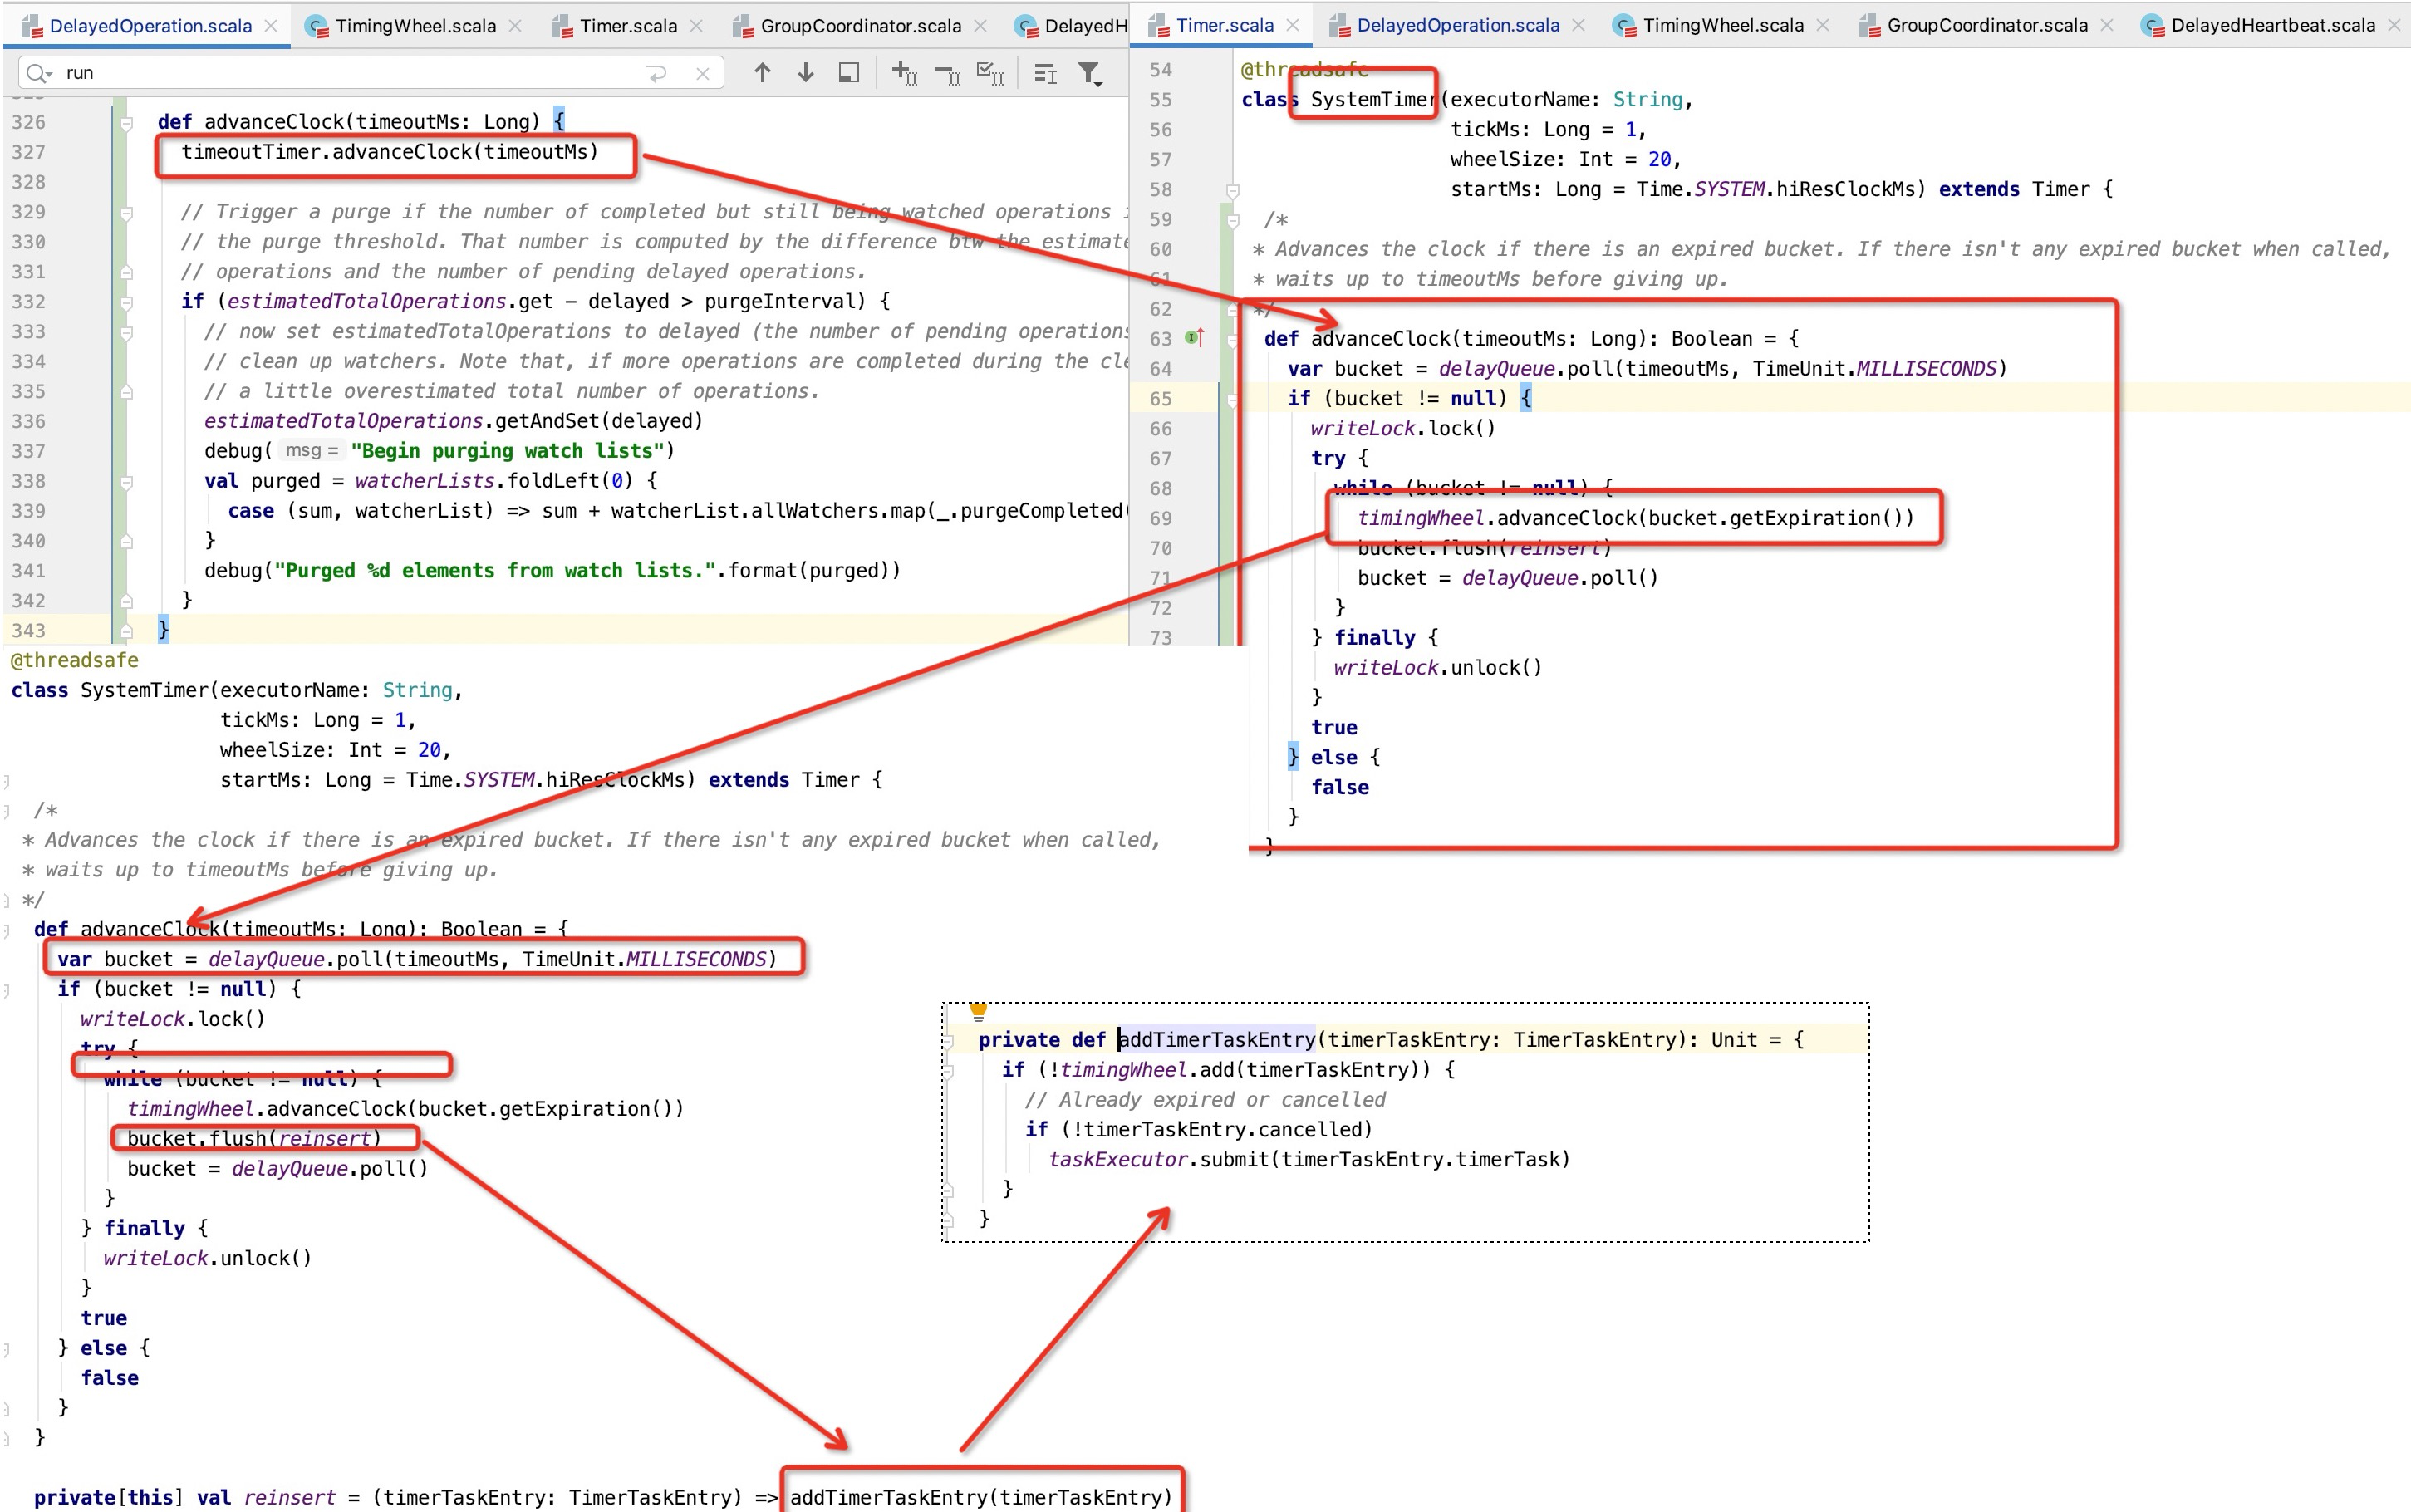 DelayedOperation.scala TimingWheel.scala Timer.scala GroupCoordinator.scala DelayedH
run
326 def advanceClock(timeoutMs: Long) {
327 timeoutTimer.advanceClock(timeoutMs)
328
329 // Trigger a purge if the number of completed but still being watched operations
330 // the purge threshold. That number is computed by the difference btw the estimate
331 // operations and the number of pending delayed operations.
332 if (estimatedTotalOperations.get - delayed > purgeInterval) {
333 // now set estimatedTotalOperations to delayed (the number of pending operations
334 // clean up watchers. Note that, if more operations are completed during the cle
335 // a little overestimated total number of operations.
336 estimatedTotalOperations.getAndSet(delayed)
337 debug( msg = "Begin purging watch lists")
338 val purged = watcherLists.foldLeft(0) {
339 case (sum, watcherList) => sum + watcherList.allWatchers.map(_.purgeCompleted(
340 }
341 debug("Purged %d elements from watch lists.".format(purged))
342 }
343 }
Timer.scala DelayedOperation.scala TimingWheel.scala GroupCoordinator.scala DelayedHeartbeat.scala
54 @threadsafe
55 class SystemTimer(executorName: String,
56 tickMs: Long = 1,
57 wheelSize: Int = 20,
58 startMs: Long = Time.SYSTEM.hiResClockMs) extends Timer {
59 /*
60 * Advances the clock if there is an expired bucket. If there isn't any expired bucket when called,
61 * waits up to timeoutMs before giving up.
62 */
63 def advanceClock(timeoutMs: Long): Boolean = {
64 var bucket = delayQueue.poll(timeoutMs, TimeUnit.MILLISECONDS)
65 if (bucket != null) {
66 writeLock.lock()
67 try {
68 while (bucket != null) {
69 timingWheel.advanceClock(bucket.getExpiration())
70 bucket.flush(reinsert)
71 bucket = delayQueue.poll()
72 }
73 } finally {
writeLock.unlock()
}
true
} else {
false
}
}
@threadsafe
class SystemTimer(executorName: String,
tickMs: Long = 1,
wheelSize: Int = 20,
startMs: Long = Time.SYSTEM.hiResClockMs) extends Timer {
/*
* Advances the clock if there is an expired bucket. If there isn't any expired bucket when called,
* waits up to timeoutMs before giving up.
*/
def advanceClock(timeoutMs: Long): Boolean = {
var bucket = delayQueue.poll(timeoutMs, TimeUnit.MILLISECONDS)
if (bucket != null) {
writeLock.lock()
try {
while (bucket != null) {
timingWheel.advanceClock(bucket.getExpiration())
bucket.flush(reinsert)
bucket = delayQueue.poll()
}
} finally {
writeLock.unlock()
}
true
} else {
false
}
}
private[this] val reinsert = (timerTaskEntry: TimerTaskEntry) => addTimerTaskEntry(timerTaskEntry)
private def addTimerTaskEntry(timerTaskEntry: TimerTaskEntry): Unit = {
if (!timingWheel.add(timerTaskEntry)) {
// Already expired or cancelled
if (!timerTaskEntry.cancelled)
taskExecutor.submit(timerTaskEntry.timerTask)
}
}